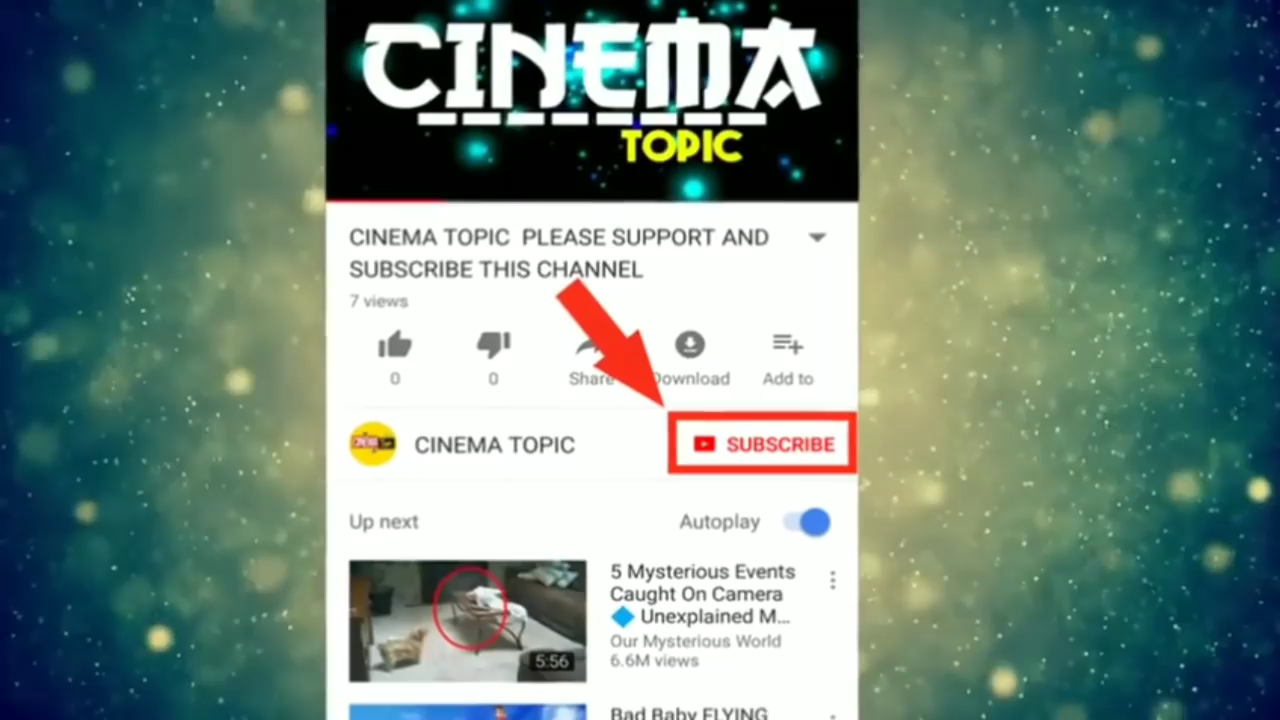 CINEMA
TOPIC
CINEMA TOPIC PLEASE SUPPORT AND
SUBSCRIBE THIS CHANNEL
7 views
0
0
Share
Download
Add to
CINEMA TOPIC
SUBSCRIBE
Up next
Autoplay
5 Mysterious Events
Caught On Camera
🔷 Unexplained M...
Our Mysterious World
6.6M views
5:56
Bad Baby FLYING